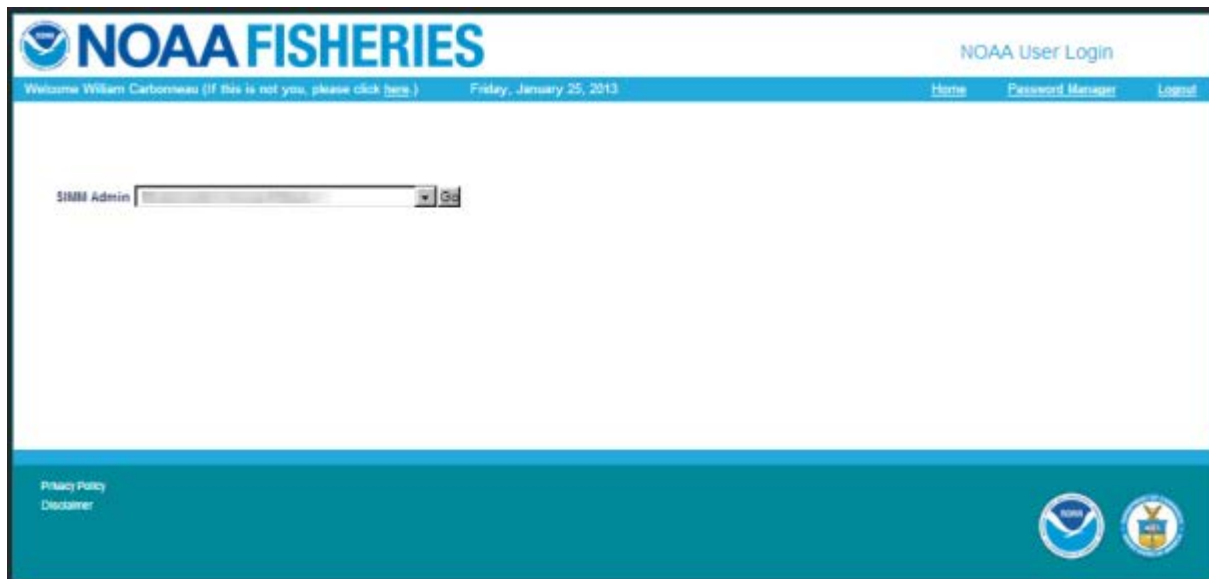 NOAA FISHERIES
NOAA User Login
Welcome William Carbonneau (If this is not you, please click here.) Friday, January 25, 2013 Home Password Manager Logout
SIMM Admin Go
Privacy Policy
Disclaimer
NOAA